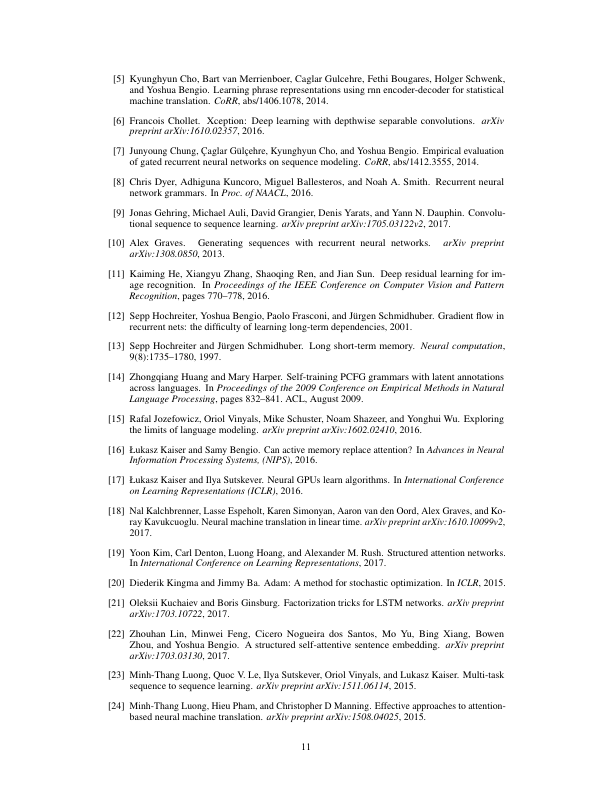 [5] Kyunghyun Cho, Bart van Merrienboer, Caglar Gulcehre, Fethi Bougares, Holger Schwenk,
and Yoshua Bengio. Learning phrase representations using rnn encoder-decoder for statistical
machine translation. CoRR, abs/1406.1078, 2014.
[6] Francois Chollet. Xception: Deep learning with depthwise separable convolutions. arXiv
preprint arXiv:1610.02357, 2016.
[7] Junyoung Chung, Çaglar Gülçehre, Kyunghyun Cho, and Yoshua Bengio. Empirical evaluation
of gated recurrent neural networks on sequence modeling. CoRR, abs/1412.3555, 2014.
[8] Chris Dyer, Adhiguna Kuncoro, Miguel Ballesteros, and Noah A. Smith. Recurrent neural
network grammars. In Proc. of NAACL, 2016.
[9] Jonas Gehring, Michael Auli, David Grangier, Denis Yarats, and Yann N. Dauphin. Convolu-
tional sequence to sequence learning. arXiv preprint arXiv:1705.03122v2, 2017.
[10] Alex Graves. Generating sequences with recurrent neural networks. arXiv preprint
arXiv:1308.0850, 2013.
[11] Kaiming He, Xiangyu Zhang, Shaoqing Ren, and Jian Sun. Deep residual learning for im-
age recognition. In Proceedings of the IEEE Conference on Computer Vision and Pattern
Recognition, pages 770–778, 2016.
[12] Sepp Hochreiter, Yoshua Bengio, Paolo Frasconi, and Jürgen Schmidhuber. Gradient flow in
recurrent nets: the difficulty of learning long-term dependencies, 2001.
[13] Sepp Hochreiter and Jürgen Schmidhuber. Long short-term memory. Neural computation,
9(8):1735–1780, 1997.
[14] Zhongqiang Huang and Mary Harper. Self-training PCFG grammars with latent annotations
across languages. In Proceedings of the 2009 Conference on Empirical Methods in Natural
Language Processing, pages 832–841. ACL, August 2009.
[15] Rafal Jozefowicz, Oriol Vinyals, Mike Schuster, Noam Shazeer, and Yonghui Wu. Exploring
the limits of language modeling. arXiv preprint arXiv:1602.02410, 2016.
[16] Łukasz Kaiser and Samy Bengio. Can active memory replace attention? In Advances in Neural
Information Processing Systems, (NIPS), 2016.
[17] Łukasz Kaiser and Ilya Sutskever. Neural GPUs learn algorithms. In International Conference
on Learning Representations (ICLR), 2016.
[18] Nal Kalchbrenner, Lasse Espeholt, Karen Simonyan, Aaron van den Oord, Alex Graves, and Ko-
ray Kavukcuoglu. Neural machine translation in linear time. arXiv preprint arXiv:1610.10099v2,
2017.
[19] Yoon Kim, Carl Denton, Luong Hoang, and Alexander M. Rush. Structured attention networks.
In International Conference on Learning Representations, 2017.
[20] Diederik Kingma and Jimmy Ba. Adam: A method for stochastic optimization. In ICLR, 2015.
[21] Oleksii Kuchaiev and Boris Ginsburg. Factorization tricks for LSTM networks. arXiv preprint
arXiv:1703.10722, 2017.
[22] Zhouhan Lin, Minwei Feng, Cicero Nogueira dos Santos, Mo Yu, Bing Xiang, Bowen
Zhou, and Yoshua Bengio. A structured self-attentive sentence embedding. arXiv preprint
arXiv:1703.03130, 2017.
[23] Minh-Thang Luong, Quoc V. Le, Ilya Sutskever, Oriol Vinyals, and Lukasz Kaiser. Multi-task
sequence to sequence learning. arXiv preprint arXiv:1511.06114, 2015.
[24] Minh-Thang Luong, Hieu Pham, and Christopher D Manning. Effective approaches to attention-
based neural machine translation. arXiv preprint arXiv:1508.04025, 2015.
11